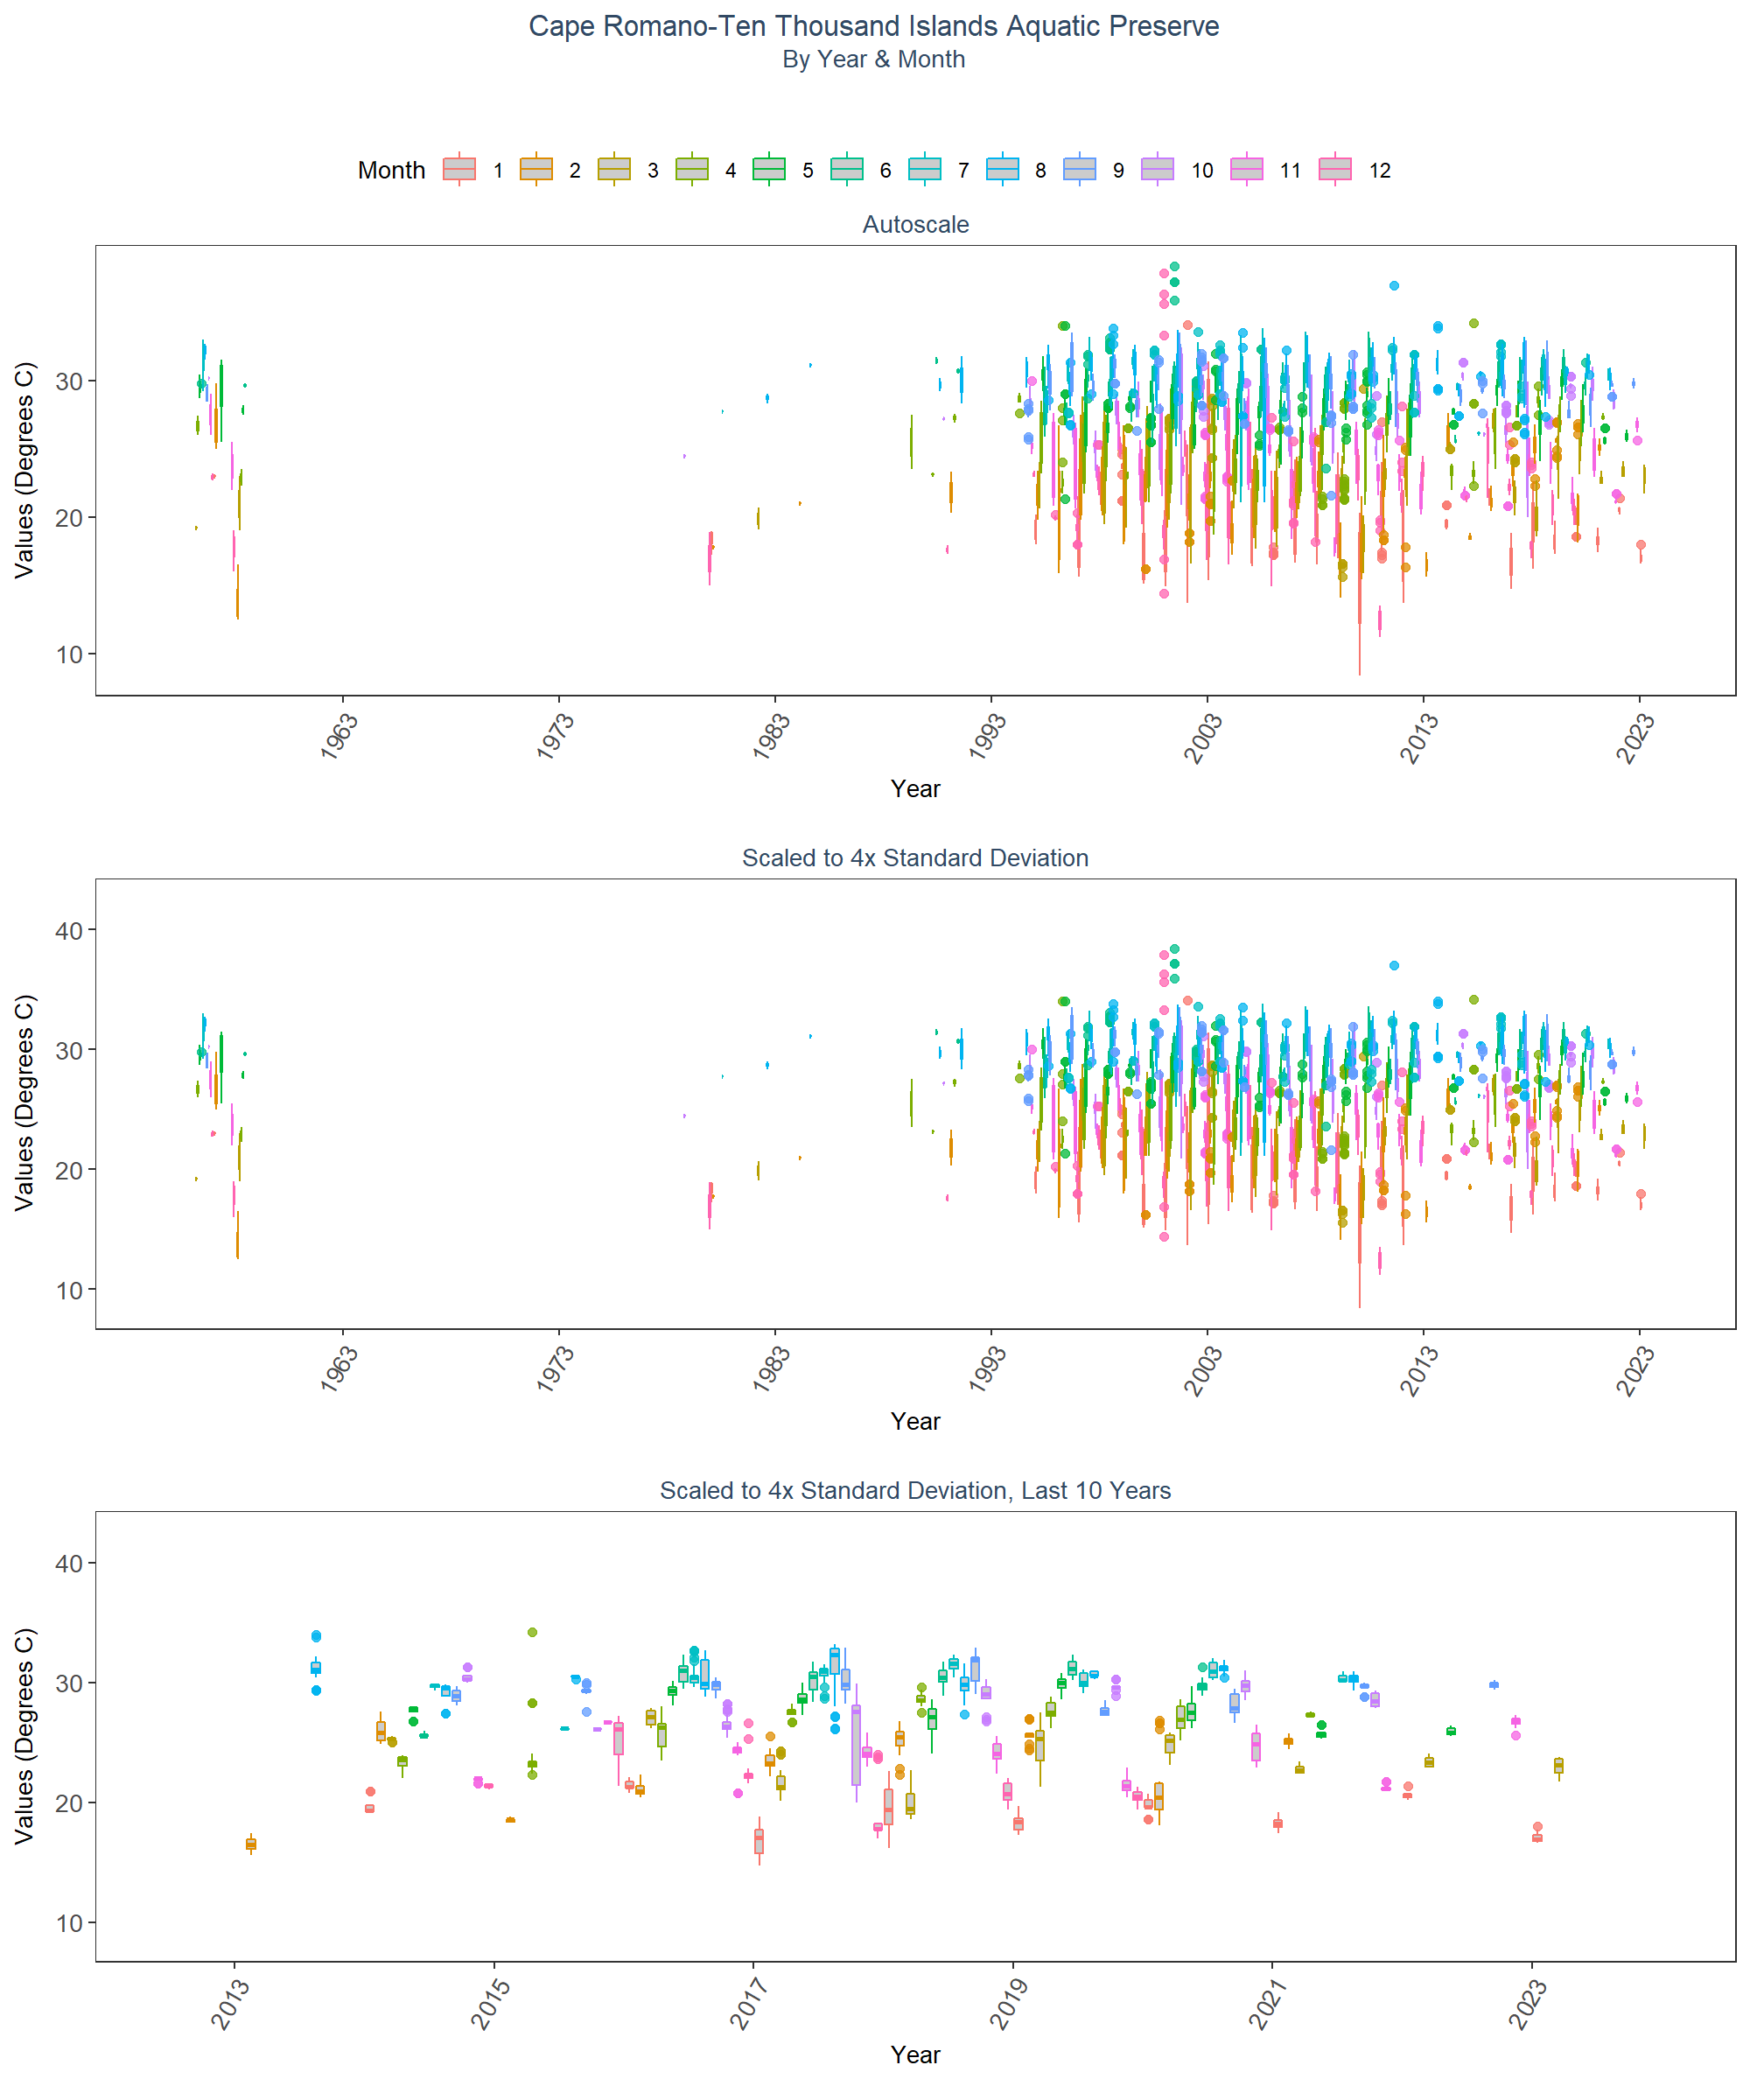 Cape Romano-Ten Thousand Islands Aquatic Preserve
By Year & Month
Month 1 2 3 4 5 6 7 8 9 10 11 12
Autoscale
Values (Degrees C)
30
20
10
1963 1973 1983 1993 2003 2013 2023
Year
Scaled to 4x Standard Deviation
Values (Degrees C)
40
30
20
10
1963 1973 1983 1993 2003 2013 2023
Year
Scaled to 4x Standard Deviation, Last 10 Years
Values (Degrees C)
40
30
20
10
2013 2015 2017 2019 2021 2023
Year